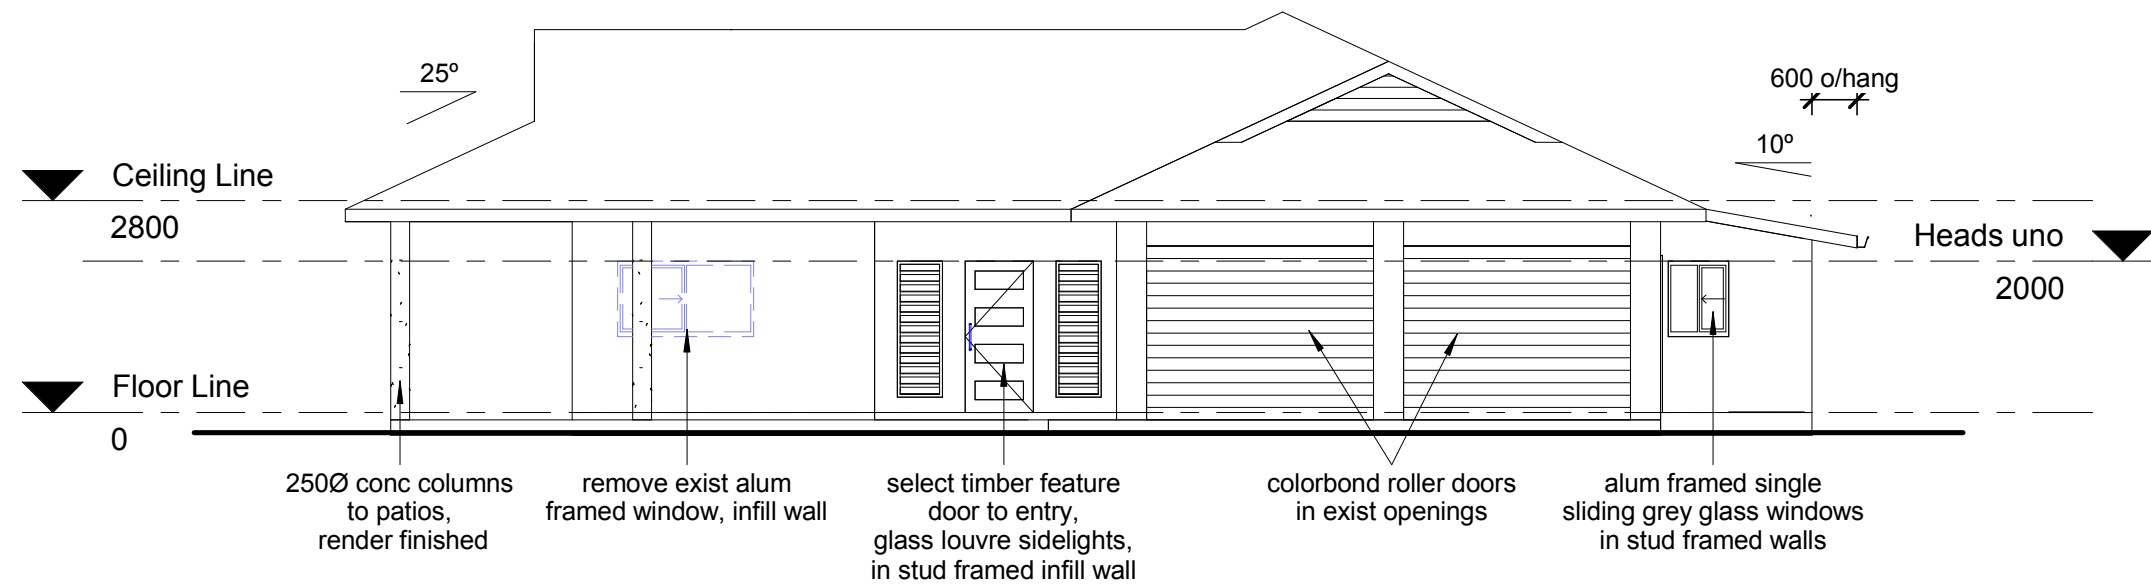 25º
600 o/hang
10º
Ceiling Line
2800
Heads uno
2000
Floor Line
0
250Ø conc columns
to patios,
render finished
remove exist alum
framed window, infill wall
select timber feature
door to entry,
glass louvre sidelights,
in stud framed infill wall
colorbond roller doors
in exist openings
alum framed single
sliding grey glass windows
in stud framed walls